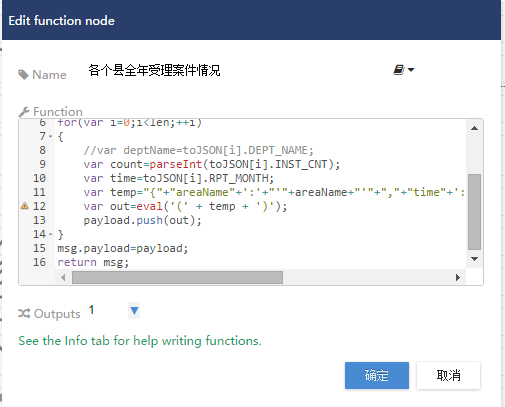 Edit function node
Name
各个县全年受理案件情况
Function
6 for(var i=0;i<len;++i)
7 {
8 //var deptName=toJSON[i].DEPT_NAME;
9 var count=parseInt(toJSON[i].INST_CNT);
10 var time=toJSON[i].RPT_MONTH;
11 var temp="{"+"areaName"+':'+"'"+areaName+"'"+","+"time"+':
12 var out=eval('(' + temp + ')');
13 payload.push(out);
14 }
15 msg.payload=payload;
16 return msg;
Outputs 1
See the Info tab for help writing functions.
确定 取消